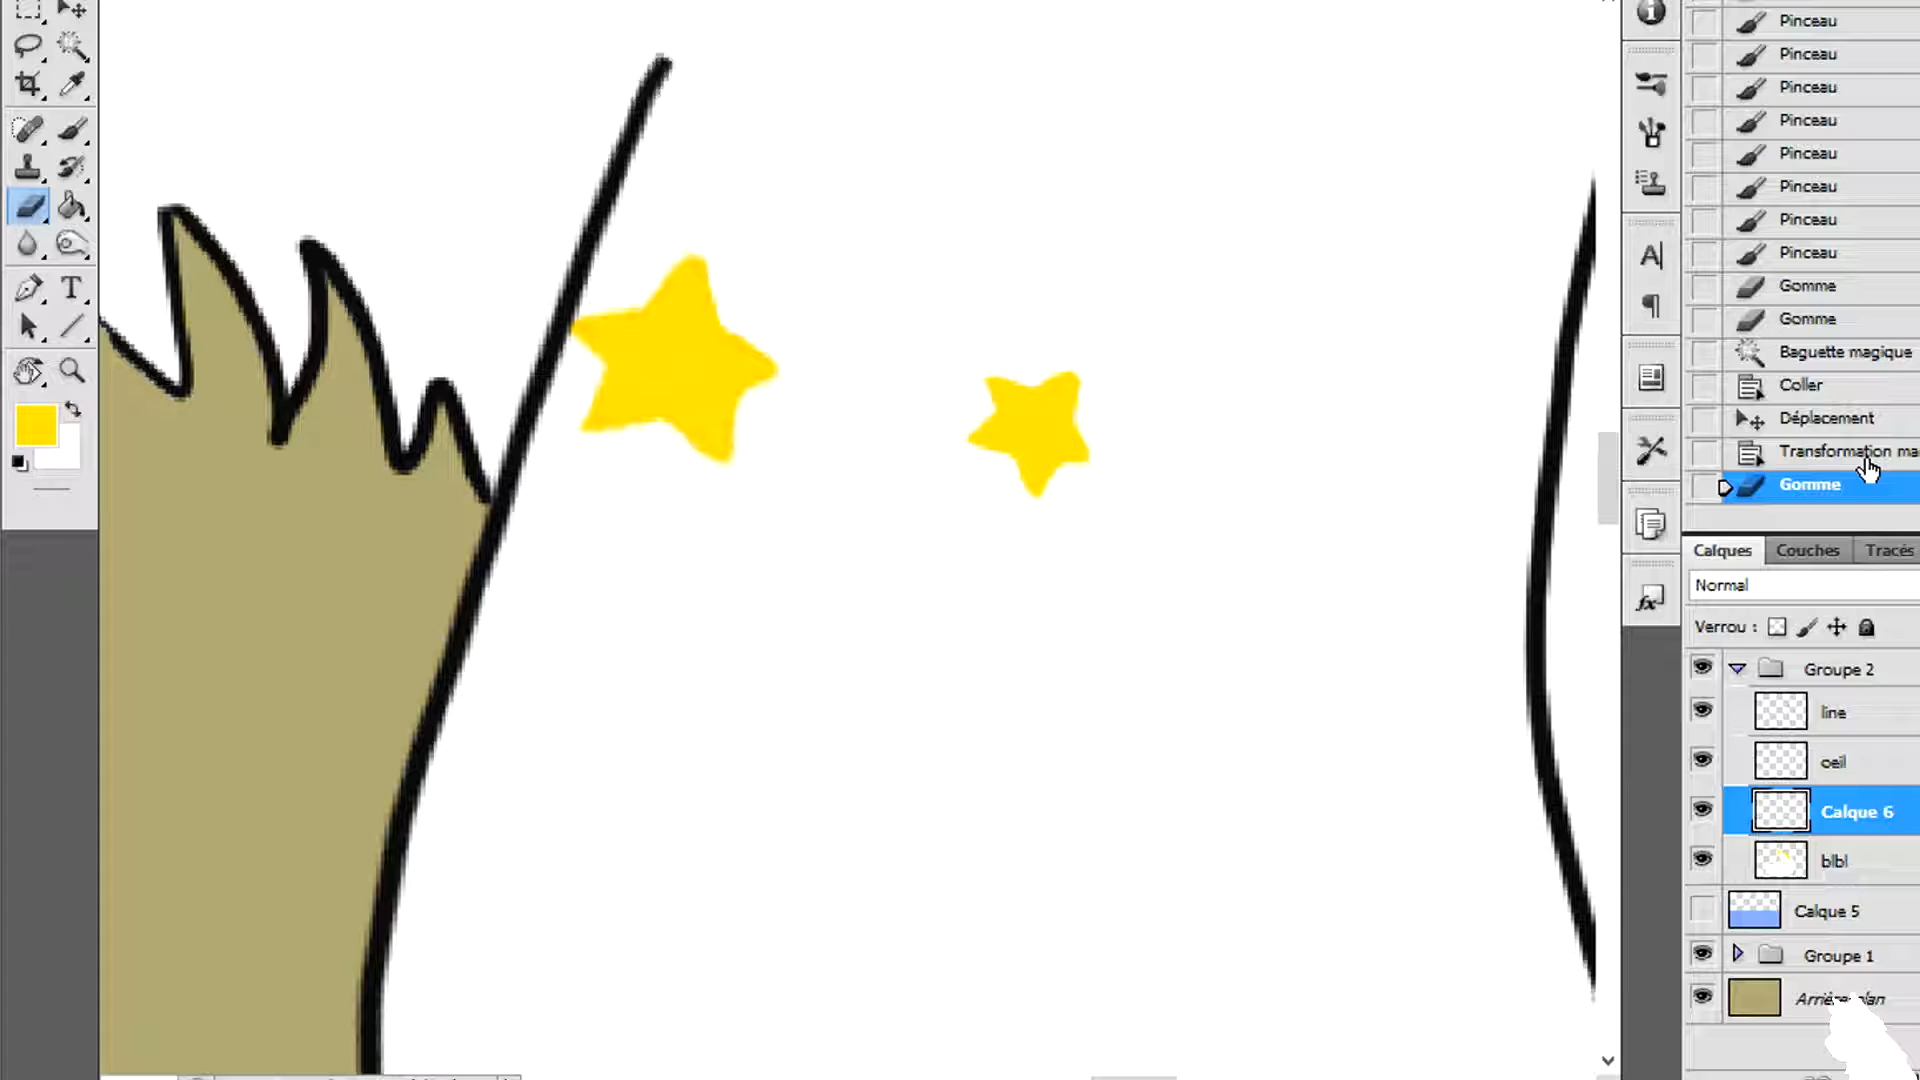 Pinceau
Pinceau
Pinceau
Pinceau
Pinceau
Pinceau
Pinceau
Pinceau
Gomme
Gomme
Baguette magique
Coller
Déplacement
Transformation ma
Gomme
Calques Couches Tracés
Normal
Verrou :
Groupe 2
line
oeil
Calque 6
blbl
Calque 5
Groupe 1